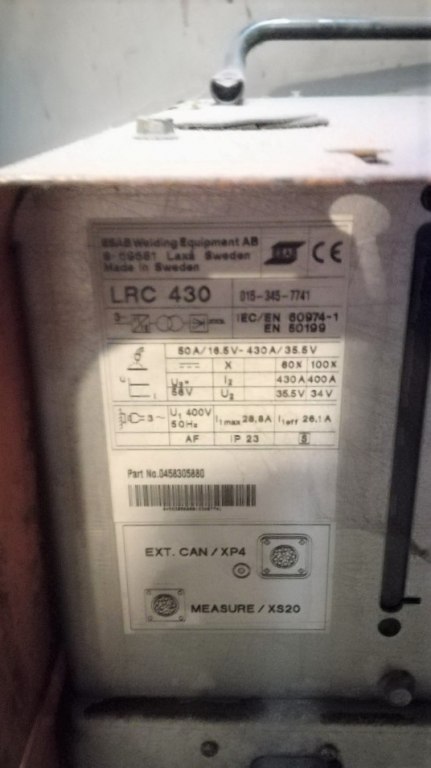 ESAB Welding Equipment AB
S-69581 Laxå Sweden
Made in Sweden
ESAB CE
LRC 430 015-345-7741
3~ IEC/EN 60974-1
EN 50199
50A/16.5V-430A/35.5V
X 60% 100%
U₀= I₂ 430A 400A
56V U₂ 35.5V 34V
3~ U₁ 400V I₁max 28,8A I₁eff 26,1A
50Hz
AF IP 23 S
Part No.0458305880
EXT. CAN / XP4
MEASURE / XS20